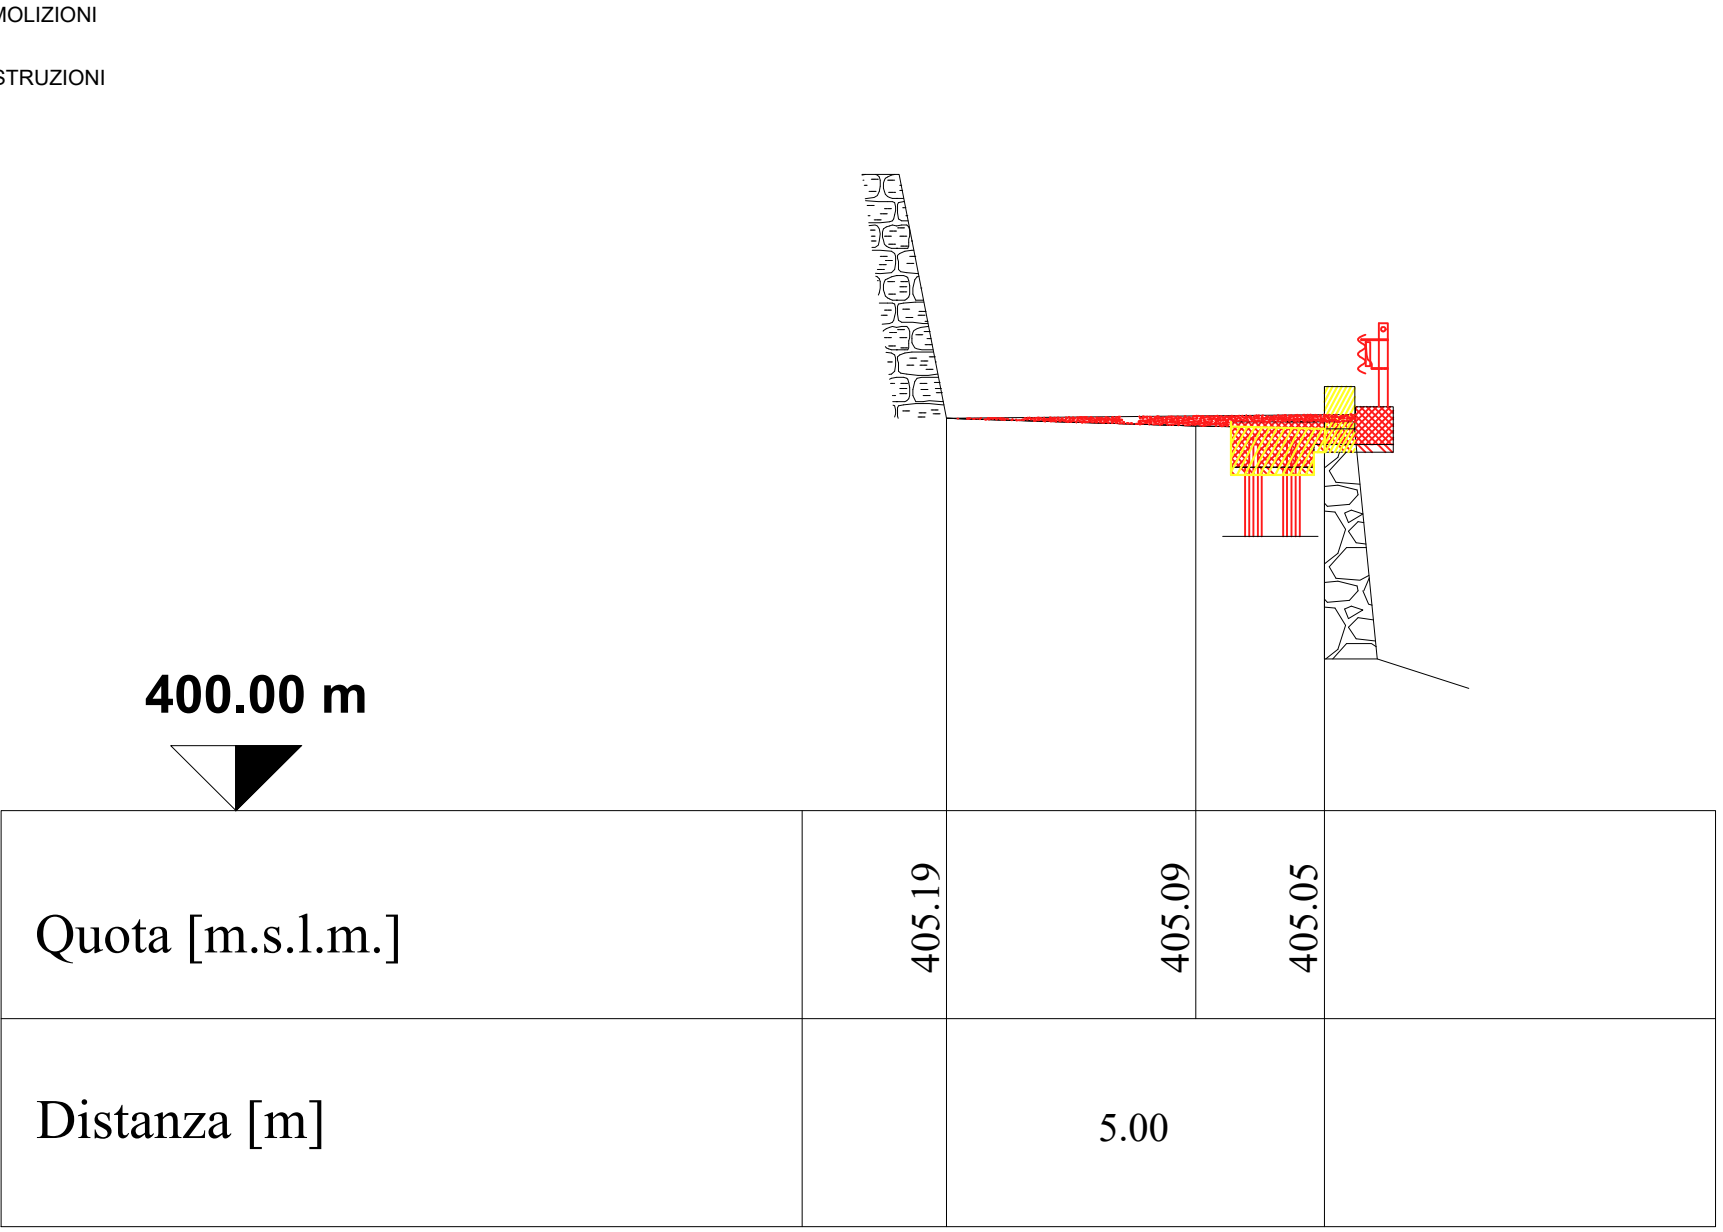 MOLIZIONI
STRUZIONI
400.00 m
Quota [m.s.l.m.]
405.19
405.09
405.05
Distanza [m]
5.00